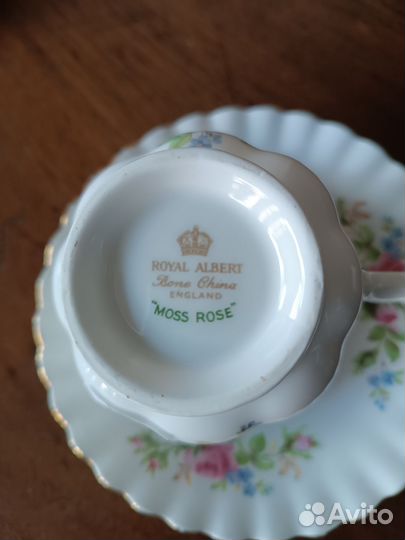 ROYAL ALBERT
Bone China
ENGLAND
"MOSS ROSE"
Avito